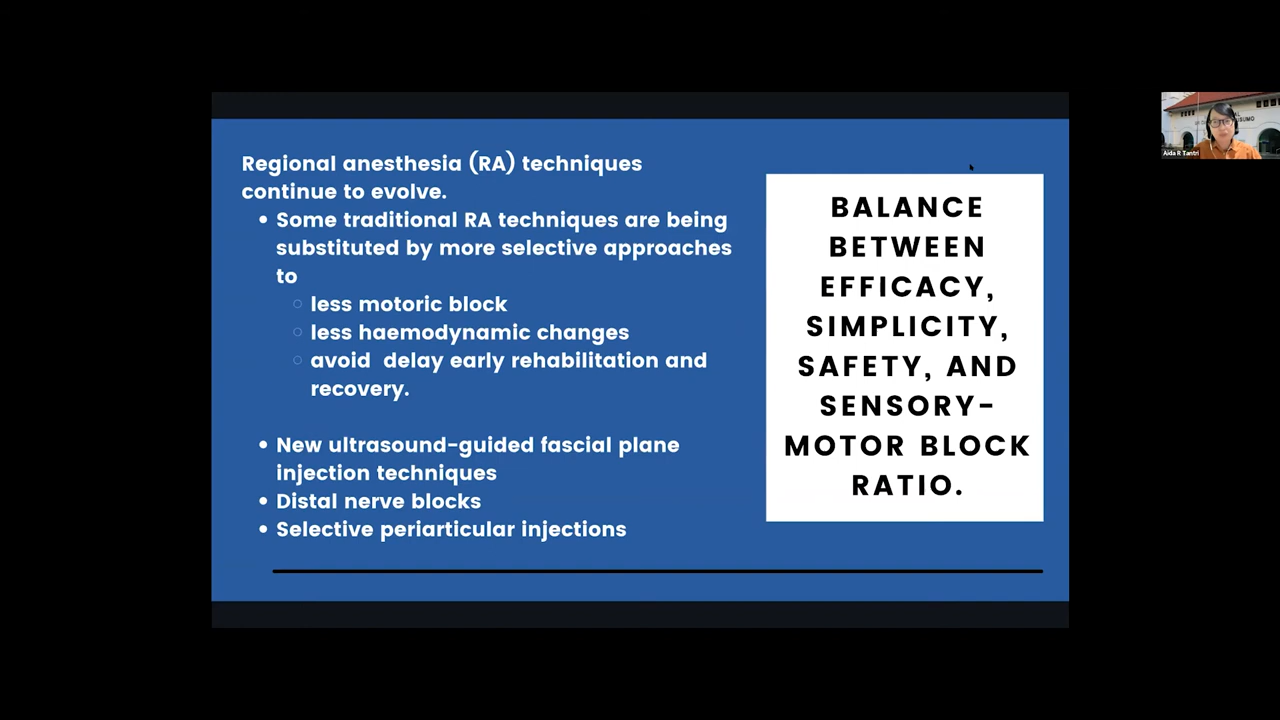 Regional anesthesia (RA) techniques
continue to evolve.
Some traditional RA techniques are being
substituted by more selective approaches
to
less motoric block
less haemodynamic changes
avoid delay early rehabilitation and
recovery.
New ultrasound-guided fascial plane
injection techniques
Distal nerve blocks
Selective periarticular injections
BALANCE
BETWEEN
EFFICACY,
SIMPLICITY,
SAFETY, AND
SENSORY-
MOTOR BLOCK
RATIO.
Aida R Tantri